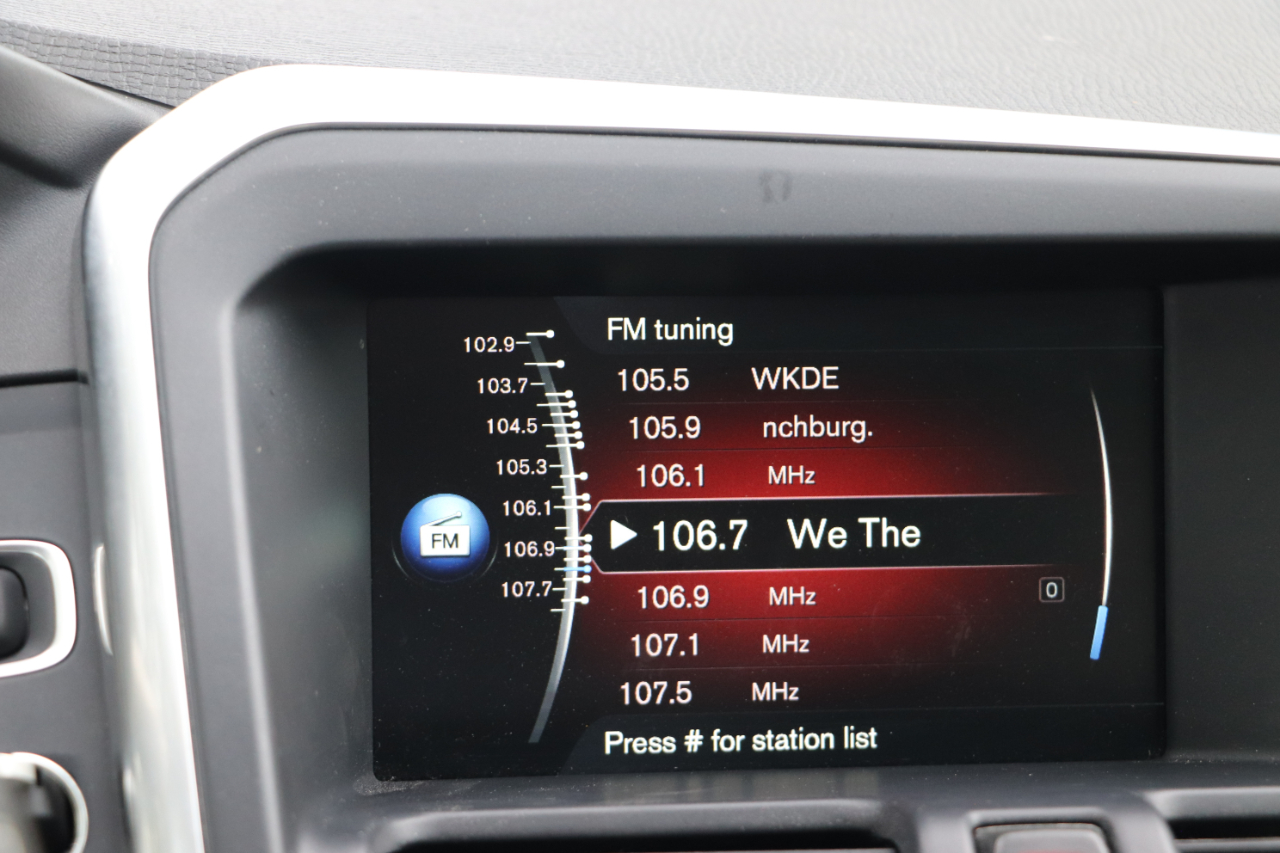 FM tuning
102.9
103.7
104.5
105.3
106.1
106.9
107.7
FM
105.5 WKDE
105.9 nchburg.
106.1 MHz
106.7 We The
106.9 MHz 0
107.1 MHz
107.5 MHz
Press # for station list